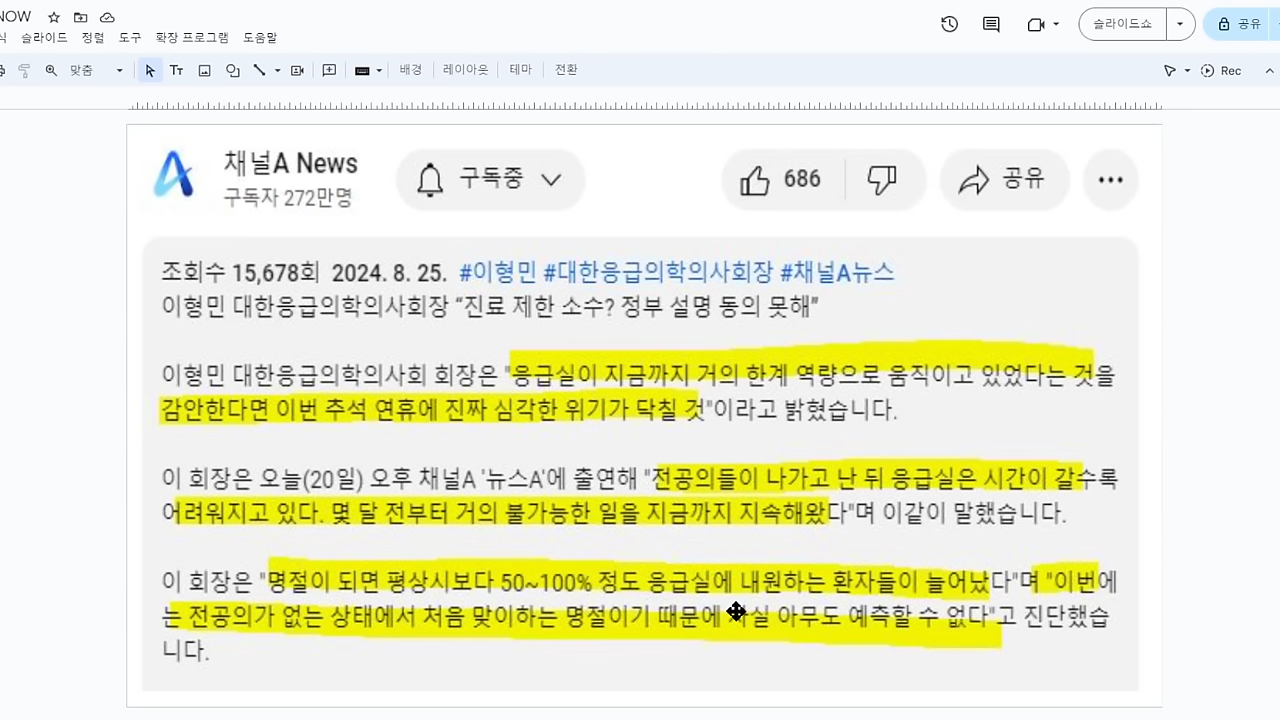 NOW
식 슬라이드 정렬 도구 확장 프로그램 도움말
슬라이드쇼
공유
맞춤 Tт 배경 레이아웃 테마 전환 Rec
채널A News
구독자 272만명
구독중
686
공유
조회수 15,678회 2024. 8. 25. #이형민 #대한응급의학의사회장 #채널A뉴스
이형민 대한응급의학의사회장 “진료 제한 소수? 정부 설명 동의 못해”
이형민 대한응급의학의사회 회장은 "응급실이 지금까지 거의 한계 역량으로 움직이고 있었다는 것을
감안한다면 이번 추석 연휴에 진짜 심각한 위기가 닥칠 것"이라고 밝혔습니다.
이 회장은 오늘(20일) 오후 채널A '뉴스A'에 출연해 "전공의들이 나가고 난 뒤 응급실은 시간이 갈수록
어려워지고 있다. 몇 달 전부터 거의 불가능한 일을 지금까지 지속해왔다"며 이같이 말했습니다.
이 회장은 "명절이 되면 평상시보다 50~100% 정도 응급실에 내원하는 환자들이 늘어났다"며 "이번에
는 전공의가 없는 상태에서 처음 맞이하는 명절이기 때문에 사실 아무도 예측할 수 없다"고 진단했습
니다.